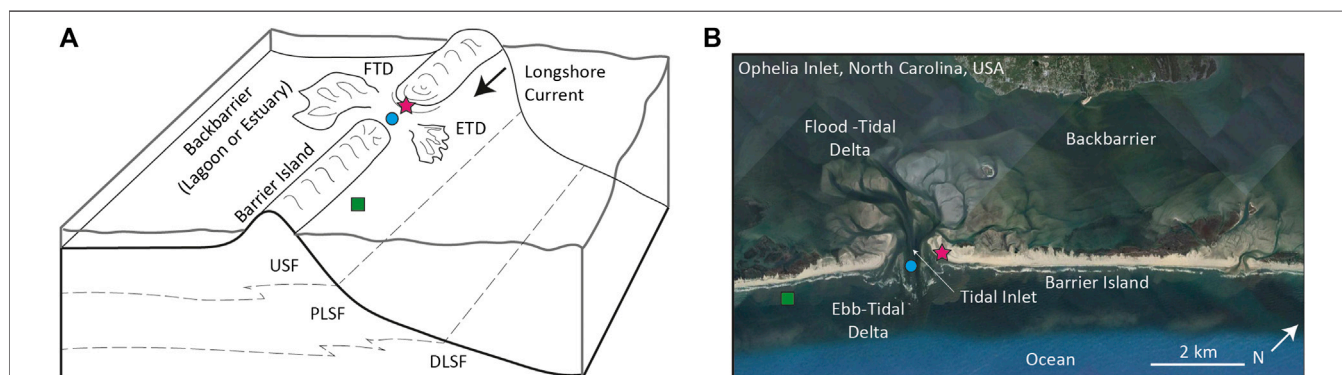 A
FTD
Longshore
Current
ETD
Backbarrier
(Lagoon or Estuary)
Barrier Island
USF
PLSF
DLSF
B
Ophelia Inlet, North Carolina, USA
Flood -Tidal
Delta
Backbarrier
Barrier Island
Tidal Inlet
Ebb-Tidal
Delta
Ocean
2 km
N